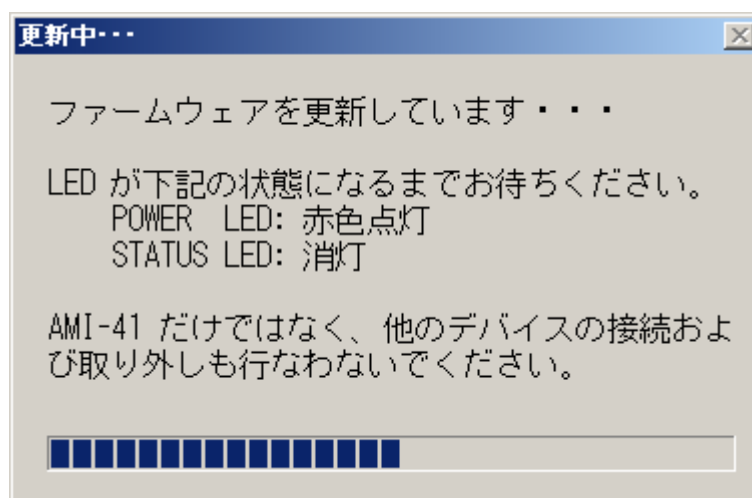 更新中･･･
ファームウェアを更新しています・・・
LED が下記の状態になるまでお待ちください。
POWER LED: 赤色点灯
STATUS LED: 消灯
AMI-41 だけではなく、他のデバイスの接続およ
び取り外しも行なわないでください。